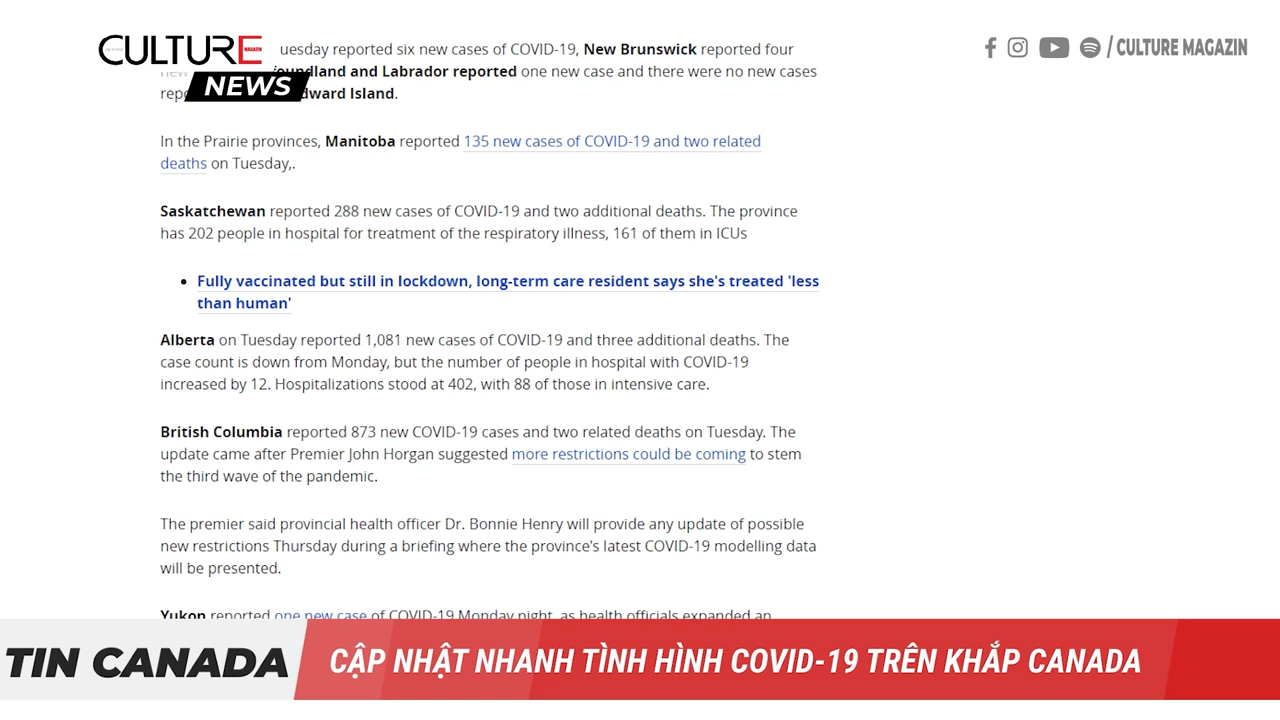 CULTURE
MAGAZIN
NEWS
/ CULTURE MAGAZIN
uesday reported six new cases of COVID-19, New Brunswick reported four
new foundland and Labrador reported one new case and there were no new cases
repo dward Island.
In the Prairie provinces, Manitoba reported 135 new cases of COVID-19 and two related
deaths on Tuesday,.
Saskatchewan reported 288 new cases of COVID-19 and two additional deaths. The province
has 202 people in hospital for treatment of the respiratory illness, 161 of them in ICUs
• Fully vaccinated but still in lockdown, long-term care resident says she's treated 'less
than human'
Alberta on Tuesday reported 1,081 new cases of COVID-19 and three additional deaths. The
case count is down from Monday, but the number of people in hospital with COVID-19
increased by 12. Hospitalizations stood at 402, with 88 of those in intensive care.
British Columbia reported 873 new COVID-19 cases and two related deaths on Tuesday. The
update came after Premier John Horgan suggested more restrictions could be coming to stem
the third wave of the pandemic.
The premier said provincial health officer Dr. Bonnie Henry will provide any update of possible
new restrictions Thursday during a briefing where the province's latest COVID-19 modelling data
will be presented.
Yukon reported one new case of COVID-19 Monday night, as health officials expanded an
TIN CANADA
CẬP NHẬT NHANH TÌNH HÌNH COVID-19 TRÊN KHẮP CANADA